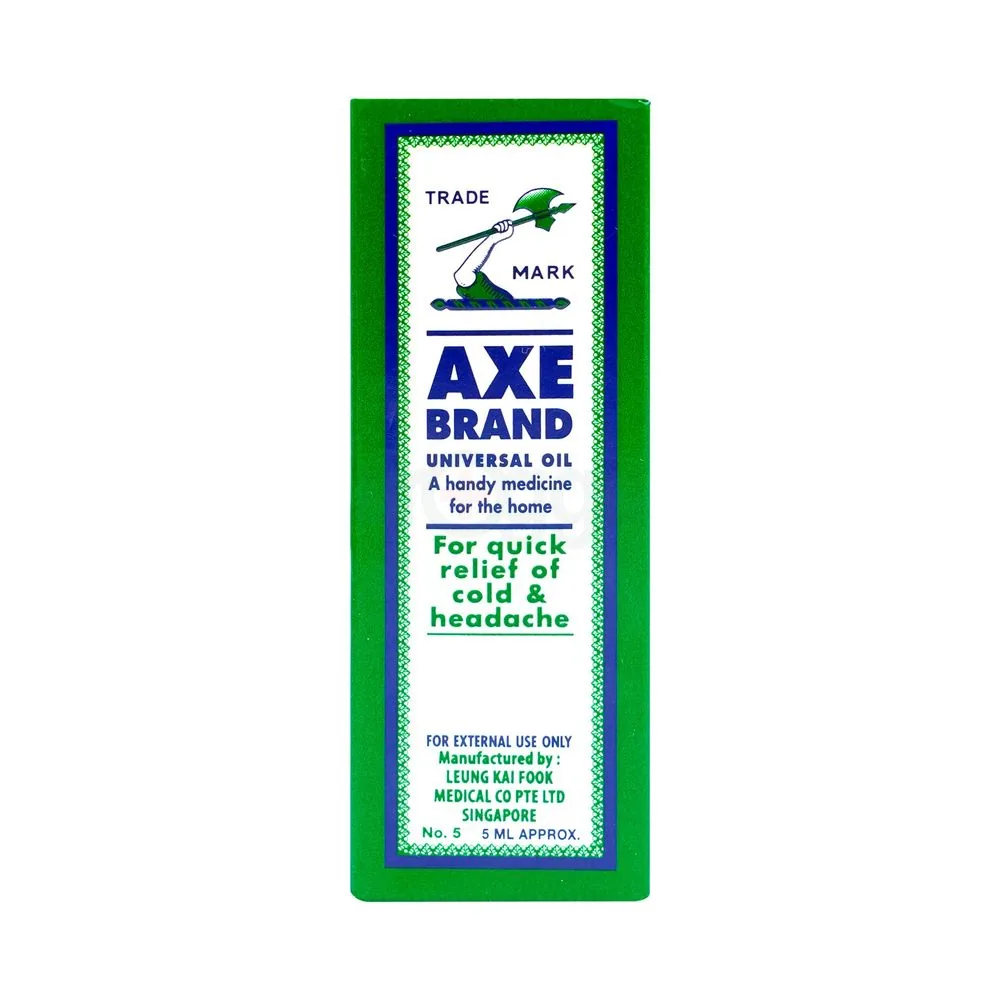 TRADE
MARK
AXE
BRAND
UNIVERSAL OIL
A handy medicine
for the home
For quick
relief of
cold &
headache
FOR EXTERNAL USE ONLY
Manufactured by :
LEUNG KAI FOOK
MEDICAL CO PTE LTD
SINGAPORE
No. 5 5 ML APPROX.